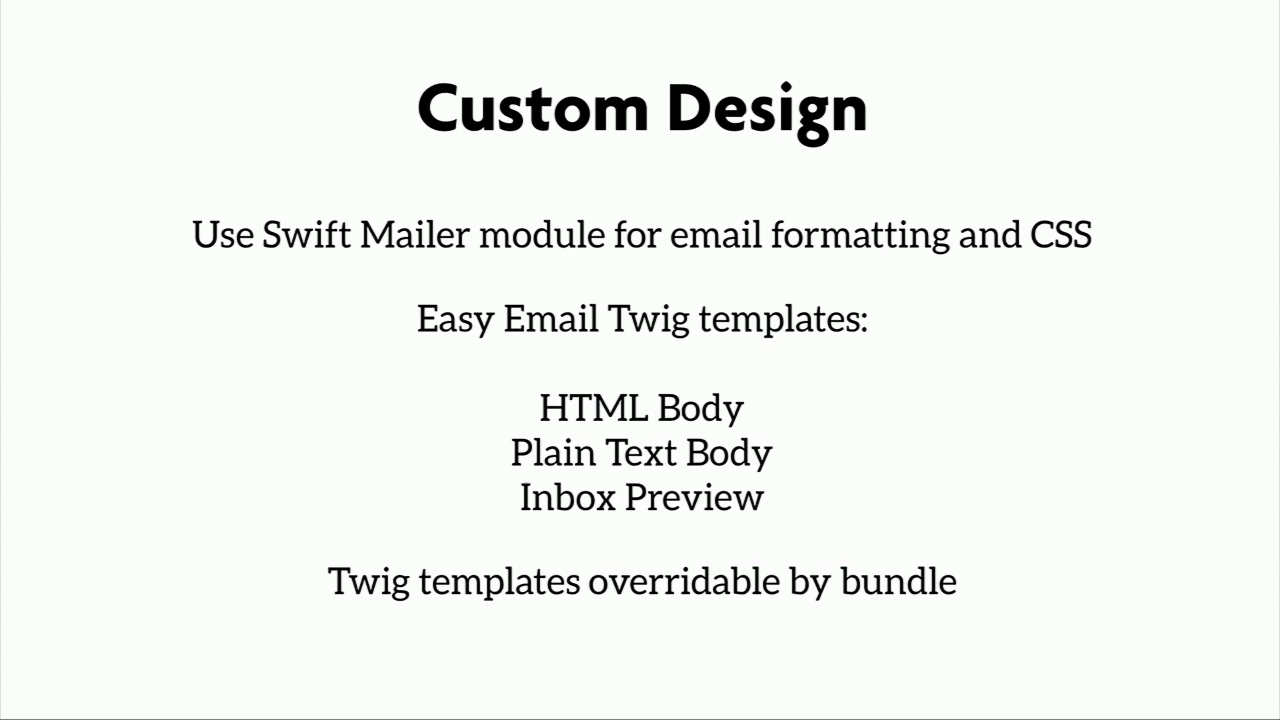 Custom Design
Use Swift Mailer module for email formatting and CSS
Easy Email Twig templates:
HTML Body
Plain Text Body
Inbox Preview
Twig templates overridable by bundle